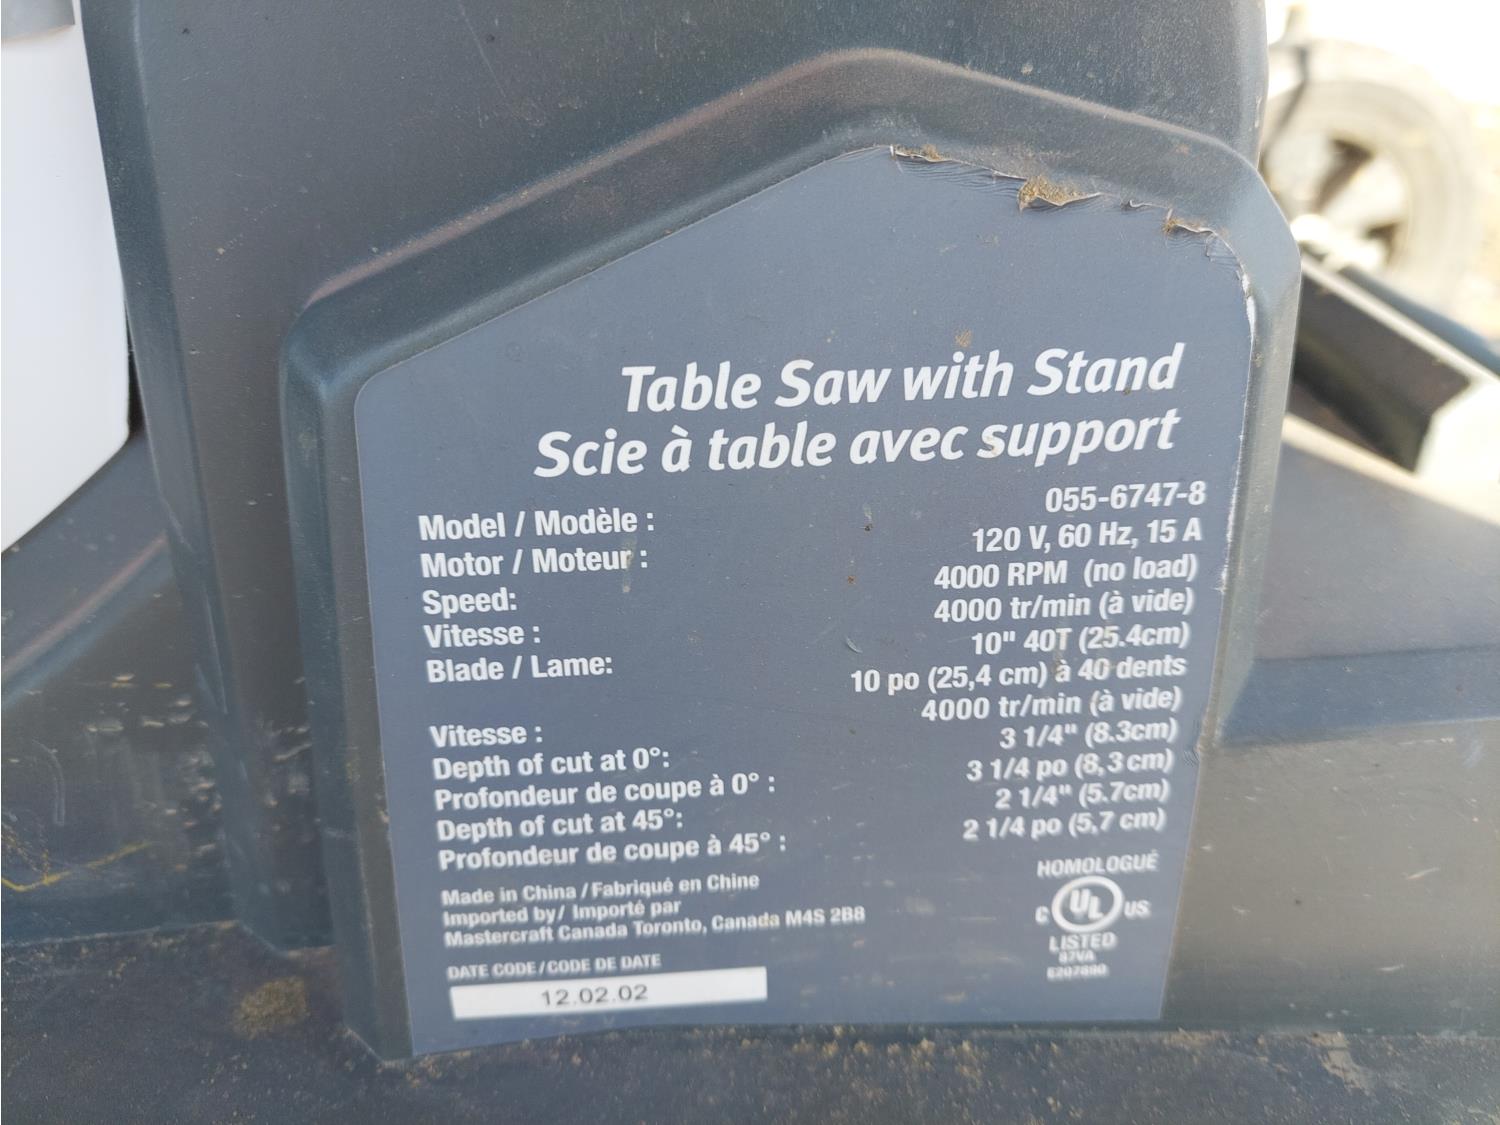 Table Saw with Stand
Scie à table avec support
Model / Modèle : 055-6747-8
Motor / Moteur : 120 V, 60 Hz, 15 A
Speed: 4000 RPM (no load)
Vitesse : 4000 tr/min (à vide)
Blade / Lame: 10" 40T (25.4cm)
10 po (25,4 cm) à 40 dents
Vitesse : 4000 tr/min (à vide)
Depth of cut at 0°: 3 1/4" (8.3cm)
Profondeur de coupe à 0° : 3 1/4 po (8,3 cm)
Depth of cut at 45°: 2 1/4" (5.7cm)
Profondeur de coupe à 45° : 2 1/4 po (5,7 cm)
Made in China / Fabriqué en Chine
Imported by / Importé par
Mastercraft Canada Toronto, Canada M4S 2B8
DATE CODE / CODE DE DATE
12.02.02
HOMOLOGUÉ
C UL US
LISTED
87VA
E207890